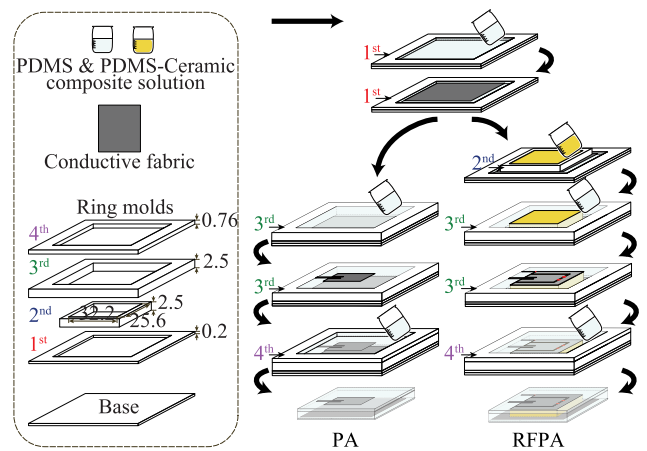 PDMS & PDMS-Ceramic
composite solution
Conductive fabric
Ring molds
4th
0.76
3rd
2.5
2nd
32.2
25.6
2.5
1st
0.2
Base
1st
1st
3rd
3rd
4th
PA
2nd
3rd
3rd
4th
RFPA